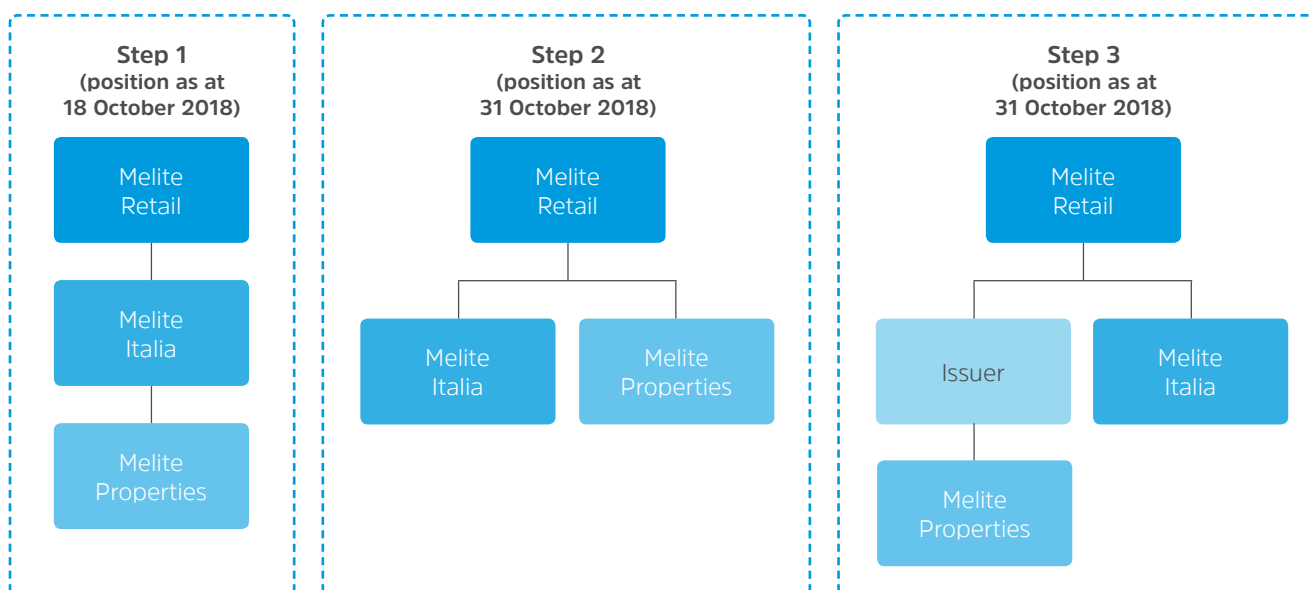 Step 1
(position as at
18 October 2018)
Melite
Retail
Melite
Italia
Melite
Properties
Step 2
(position as at
31 October 2018)
Melite
Retail
Melite
Italia
Melite
Properties
Step 3
(position as at
31 October 2018)
Melite
Retail
Issuer
Melite
Italia
Melite
Properties